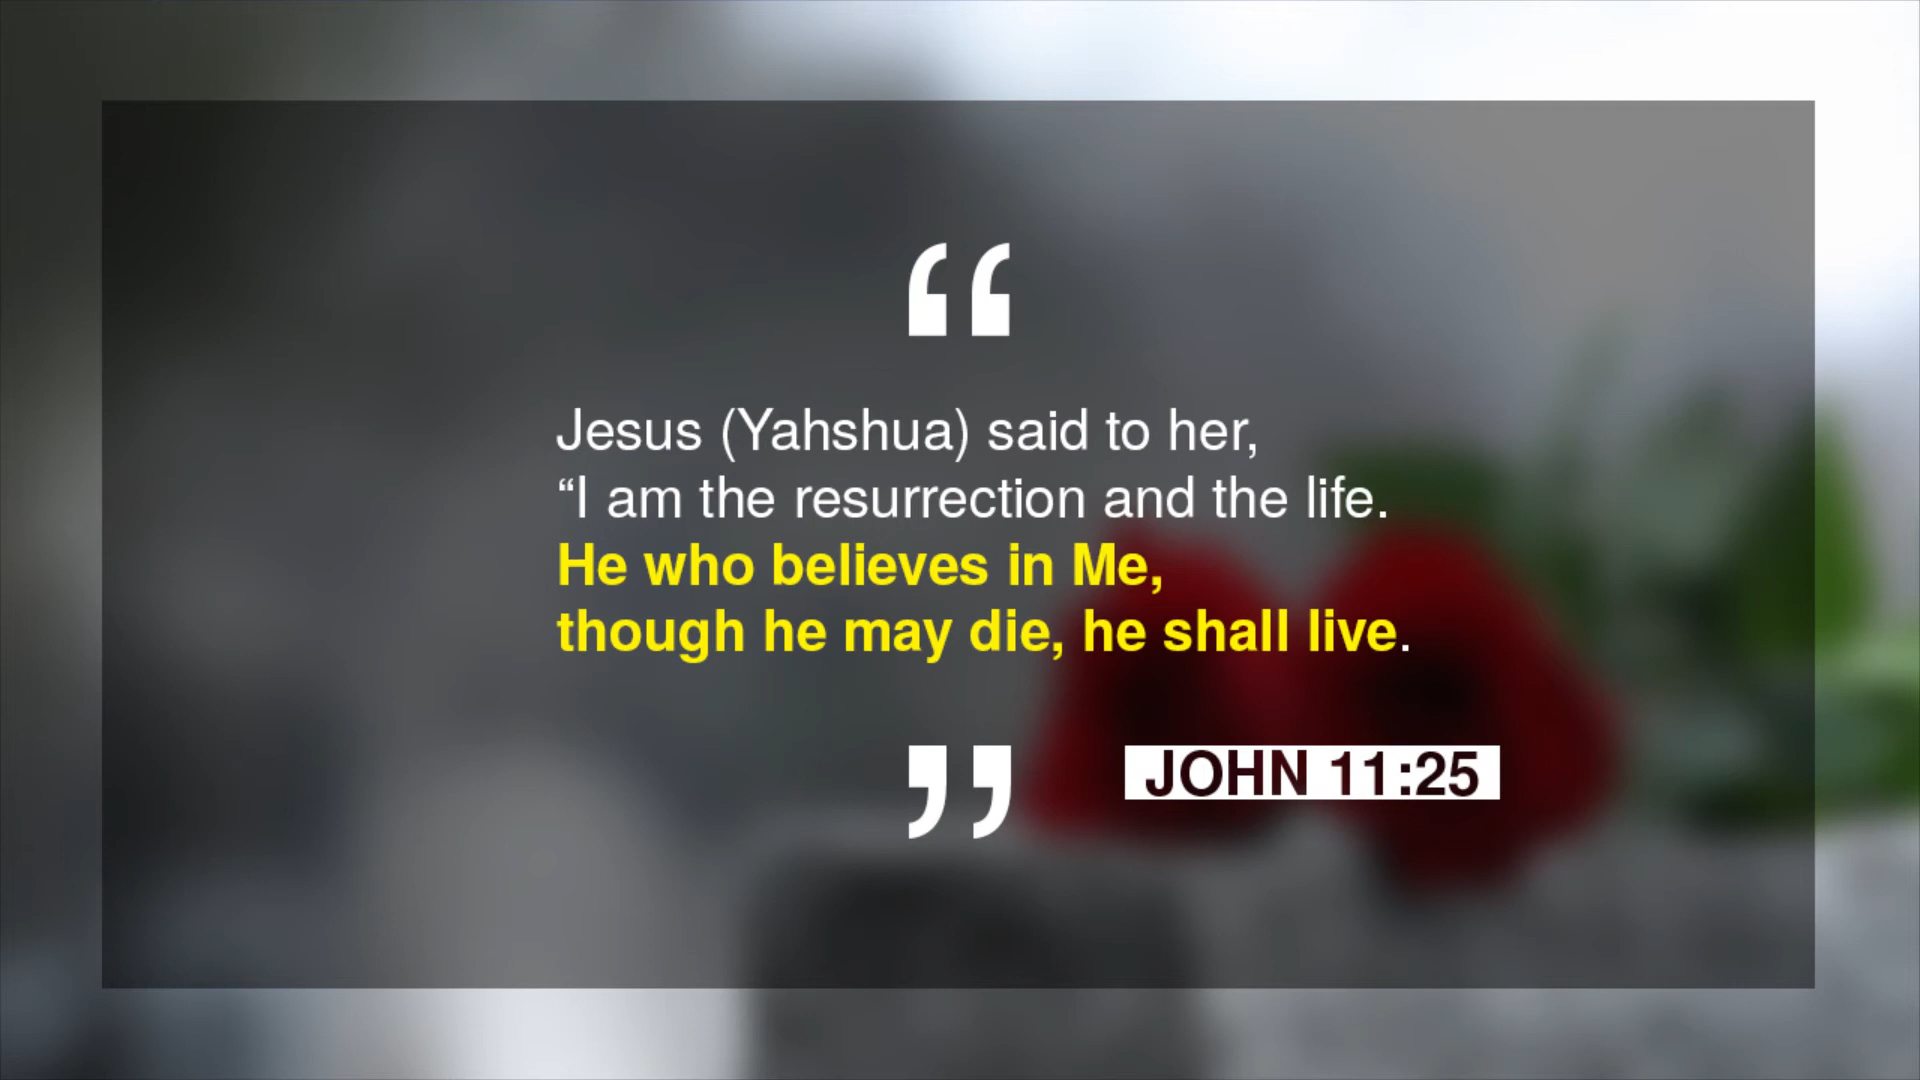 “
Jesus (Yahshua) said to her,
“I am the resurrection and the life.
He who believes in Me,
though he may die, he shall live.
”
JOHN 11:25